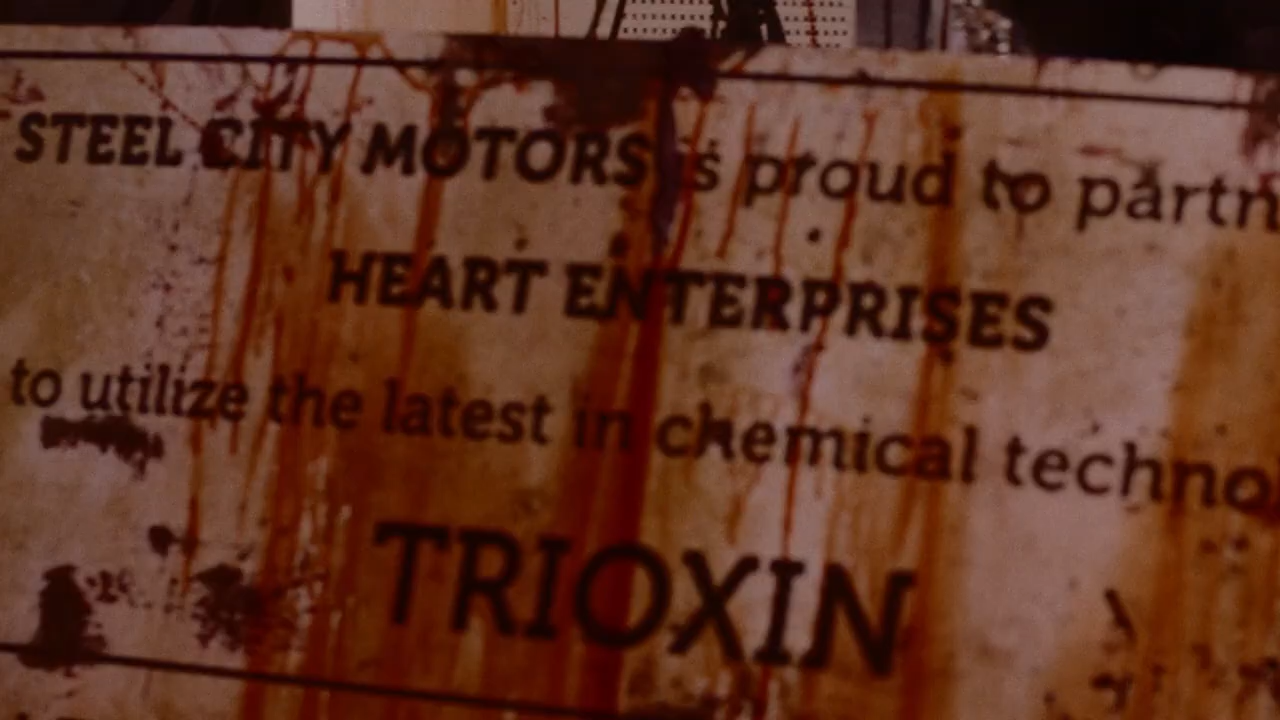 STEEL CITY MOTORS is proud to partn
HEART ENTERPRISES
to utilize the latest in chemical techno
TRIOXIN